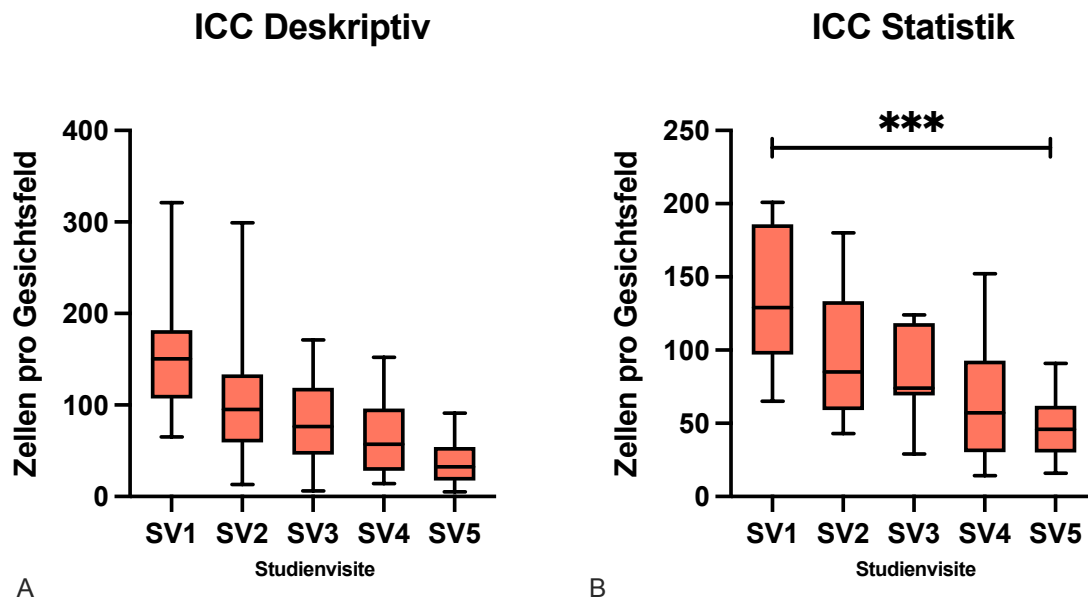 ICC Deskriptiv
Zellen pro Gesichtsfeld
400
300
200
100
0
SV1 SV2 SV3 SV4 SV5
Studienvisite
A
ICC Statistik
Zellen pro Gesichtsfeld
250
200
150
100
50
0
***
SV1 SV2 SV3 SV4 SV5
Studienvisite
B